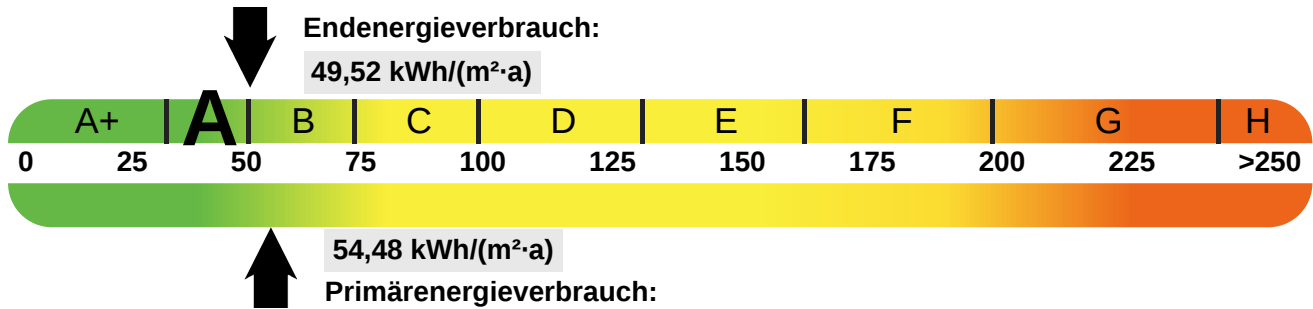 Endenergieverbrauch:
49,52 kWh/(m²·a)
A+ A B C D E F G H
0 25 50 75 100 125 150 175 200 225 >250
54,48 kWh/(m²·a)
Primärenergieverbrauch: